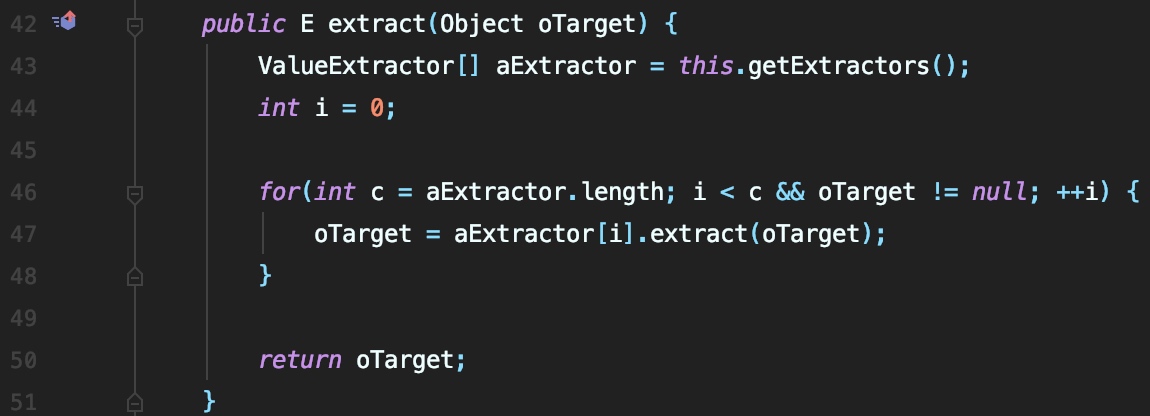 42 public E extract(Object oTarget) {
43 ValueExtractor[] aExtractor = this.getExtractors();
44 int i = 0;
45
46 for(int c = aExtractor.length; i < c && oTarget != null; ++i) {
47 oTarget = aExtractor[i].extract(oTarget);
48 }
49
50 return oTarget;
51 }